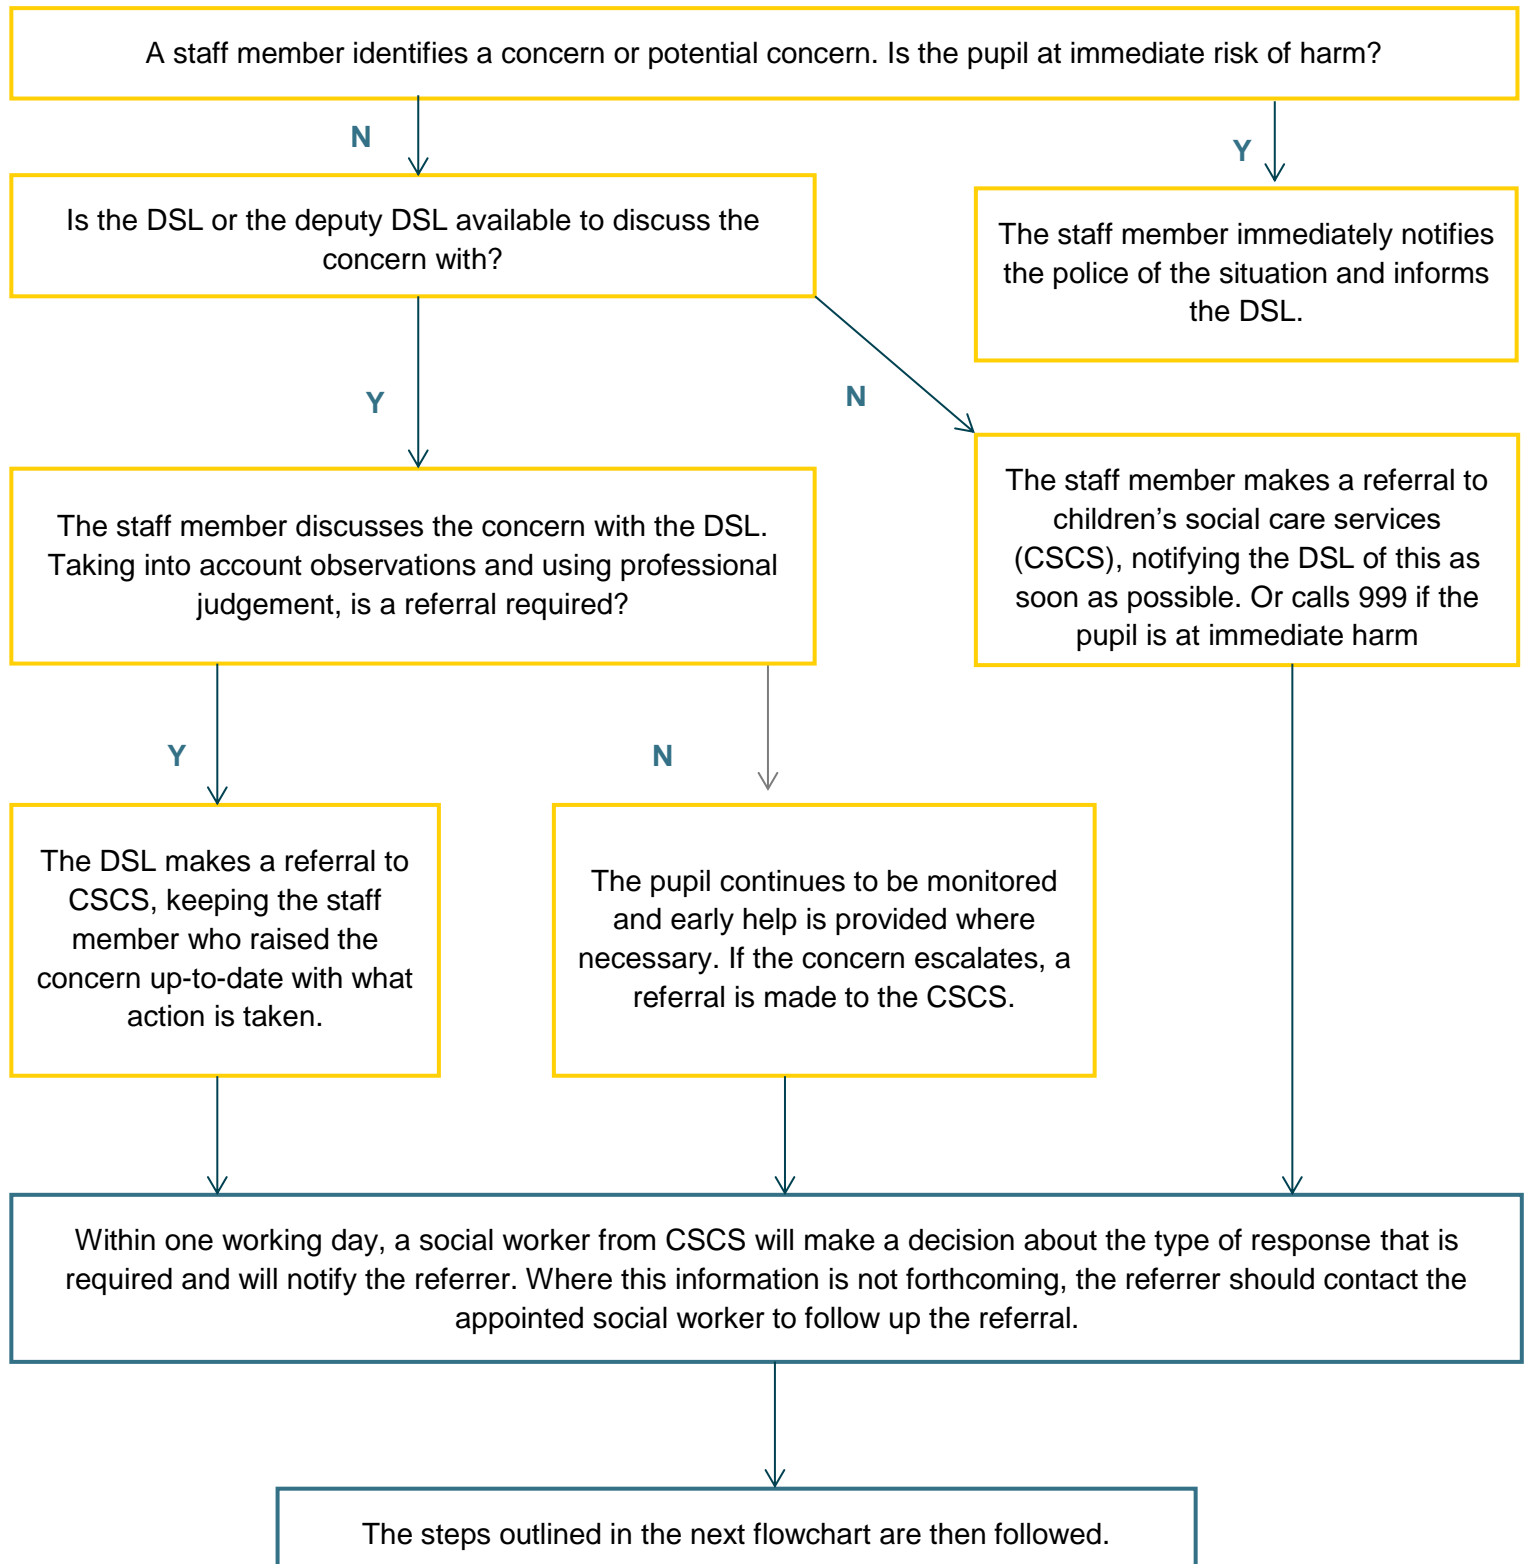 A staff member identifies a concern or potential concern. Is the pupil at immediate risk of harm?
N
Y
Is the DSL or the deputy DSL available to discuss the
concern with?
The staff member immediately notifies
the police of the situation and informs
the DSL.
Y
N
The staff member discusses the concern with the DSL.
Taking into account observations and using professional
judgement, is a referral required?
The staff member makes a referral to
children’s social care services
(CSCS), notifying the DSL of this as
soon as possible. Or calls 999 if the
pupil is at immediate harm
Y
N
The DSL makes a referral to
CSCS, keeping the staff
member who raised the
concern up-to-date with what
action is taken.
The pupil continues to be monitored
and early help is provided where
necessary. If the concern escalates, a
referral is made to the CSCS.
Within one working day, a social worker from CSCS will make a decision about the type of response that is
required and will notify the referrer. Where this information is not forthcoming, the referrer should contact the
appointed social worker to follow up the referral.
The steps outlined in the next flowchart are then followed.